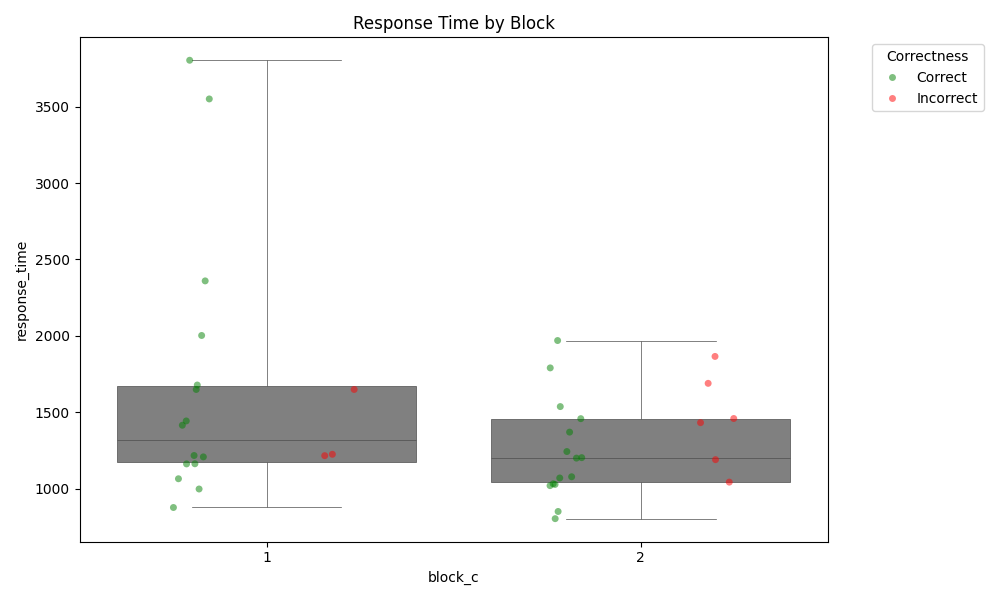 Response Time by Block
Correctness
Correct
Incorrect
response_time
3500
3000
2500
2000
1500
1000
1
2
block_c